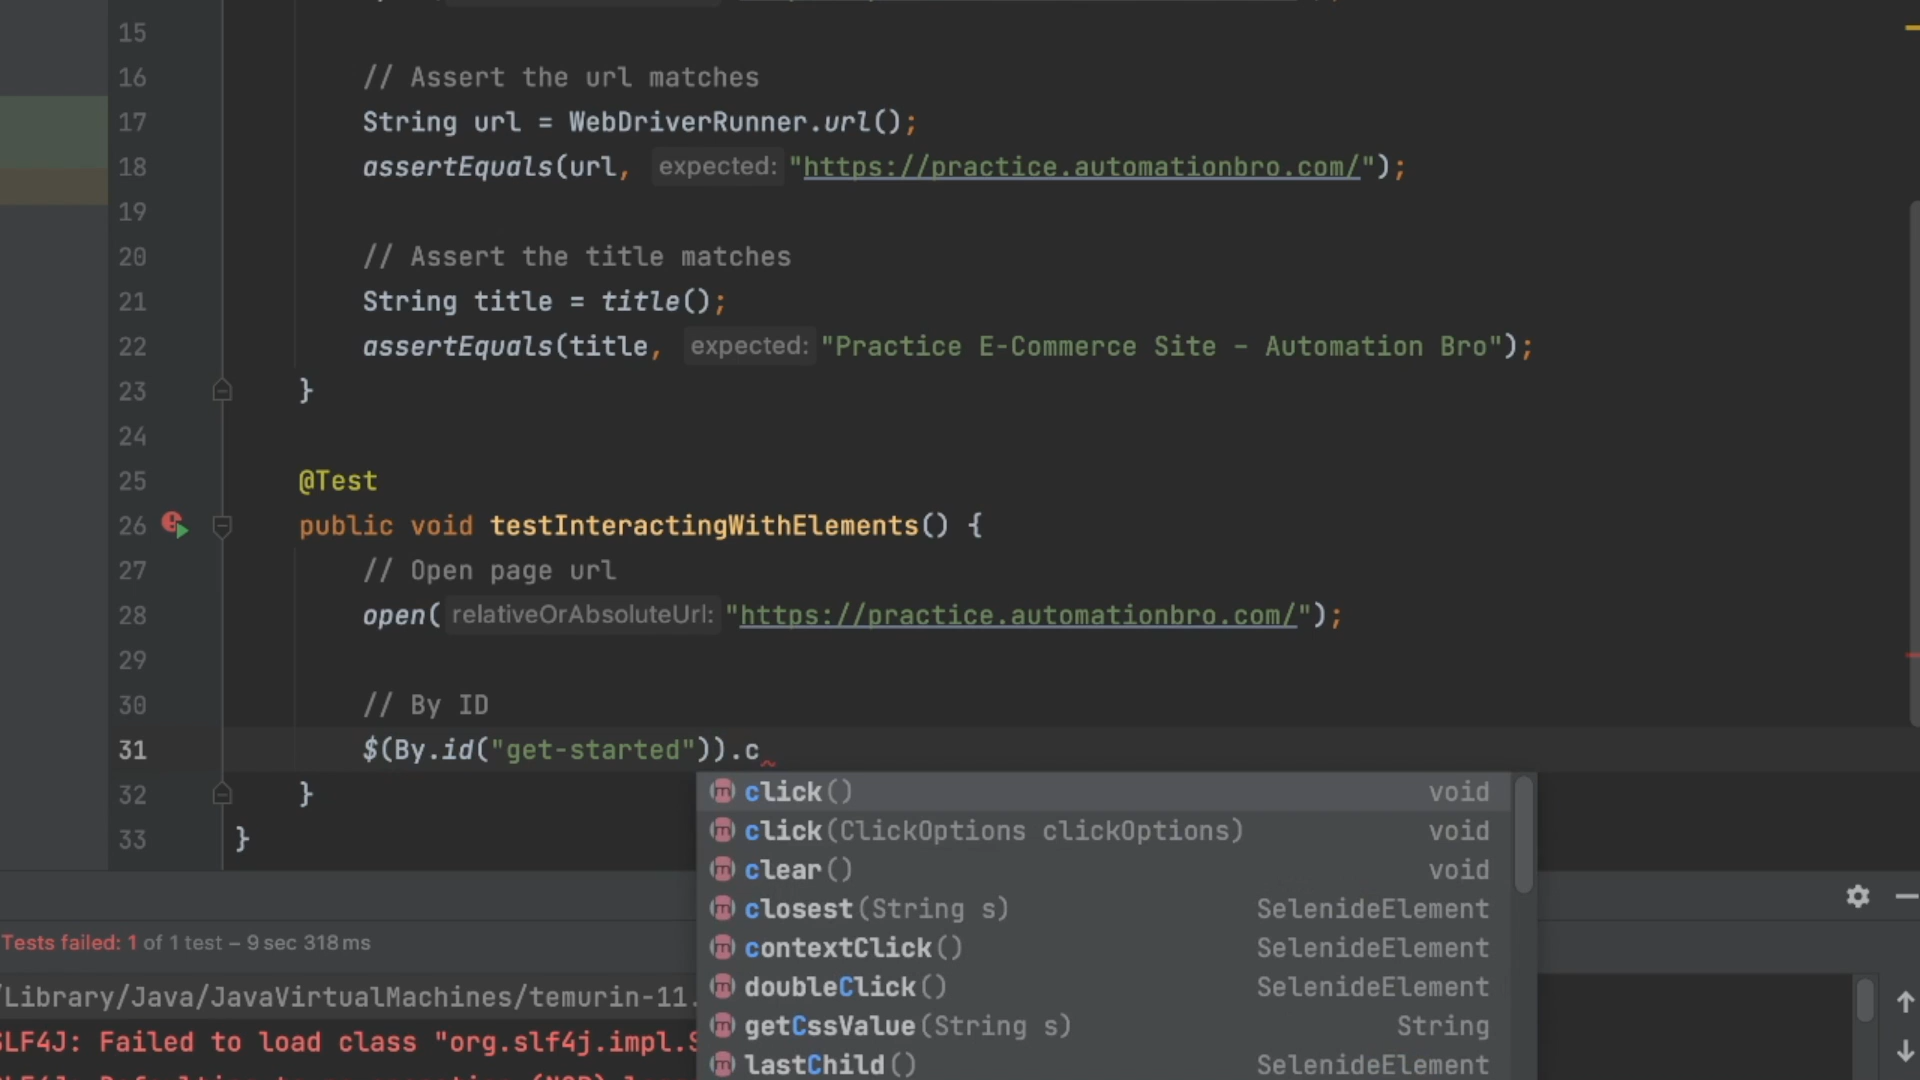 15
16 // Assert the url matches
17 String url = WebDriverRunner.url();
18 assertEquals(url, expected: "https://practice.automationbro.com/");
19
20 // Assert the title matches
21 String title = title();
22 assertEquals(title, expected: "Practice E-Commerce Site – Automation Bro");
23 }
24
25 @Test
26 public void testInteractingWithElements() {
27 // Open page url
28 open( relativeOrAbsoluteUrl: "https://practice.automationbro.com/");
29
30 // By ID
31 $(By.id("get-started")).c
32 }
33 }
click() void
click(ClickOptions clickOptions) void
clear() void
closest(String s) SelenideElement
contextClick() SelenideElement
doubleClick() SelenideElement
getCssValue(String s) String
lastChild() SelenideElement
Tests failed: 1 of 1 test – 9 sec 318 ms
/Library/Java/JavaVirtualMachines/temurin-11.
SLF4J: Failed to load class "org.slf4j.impl.S